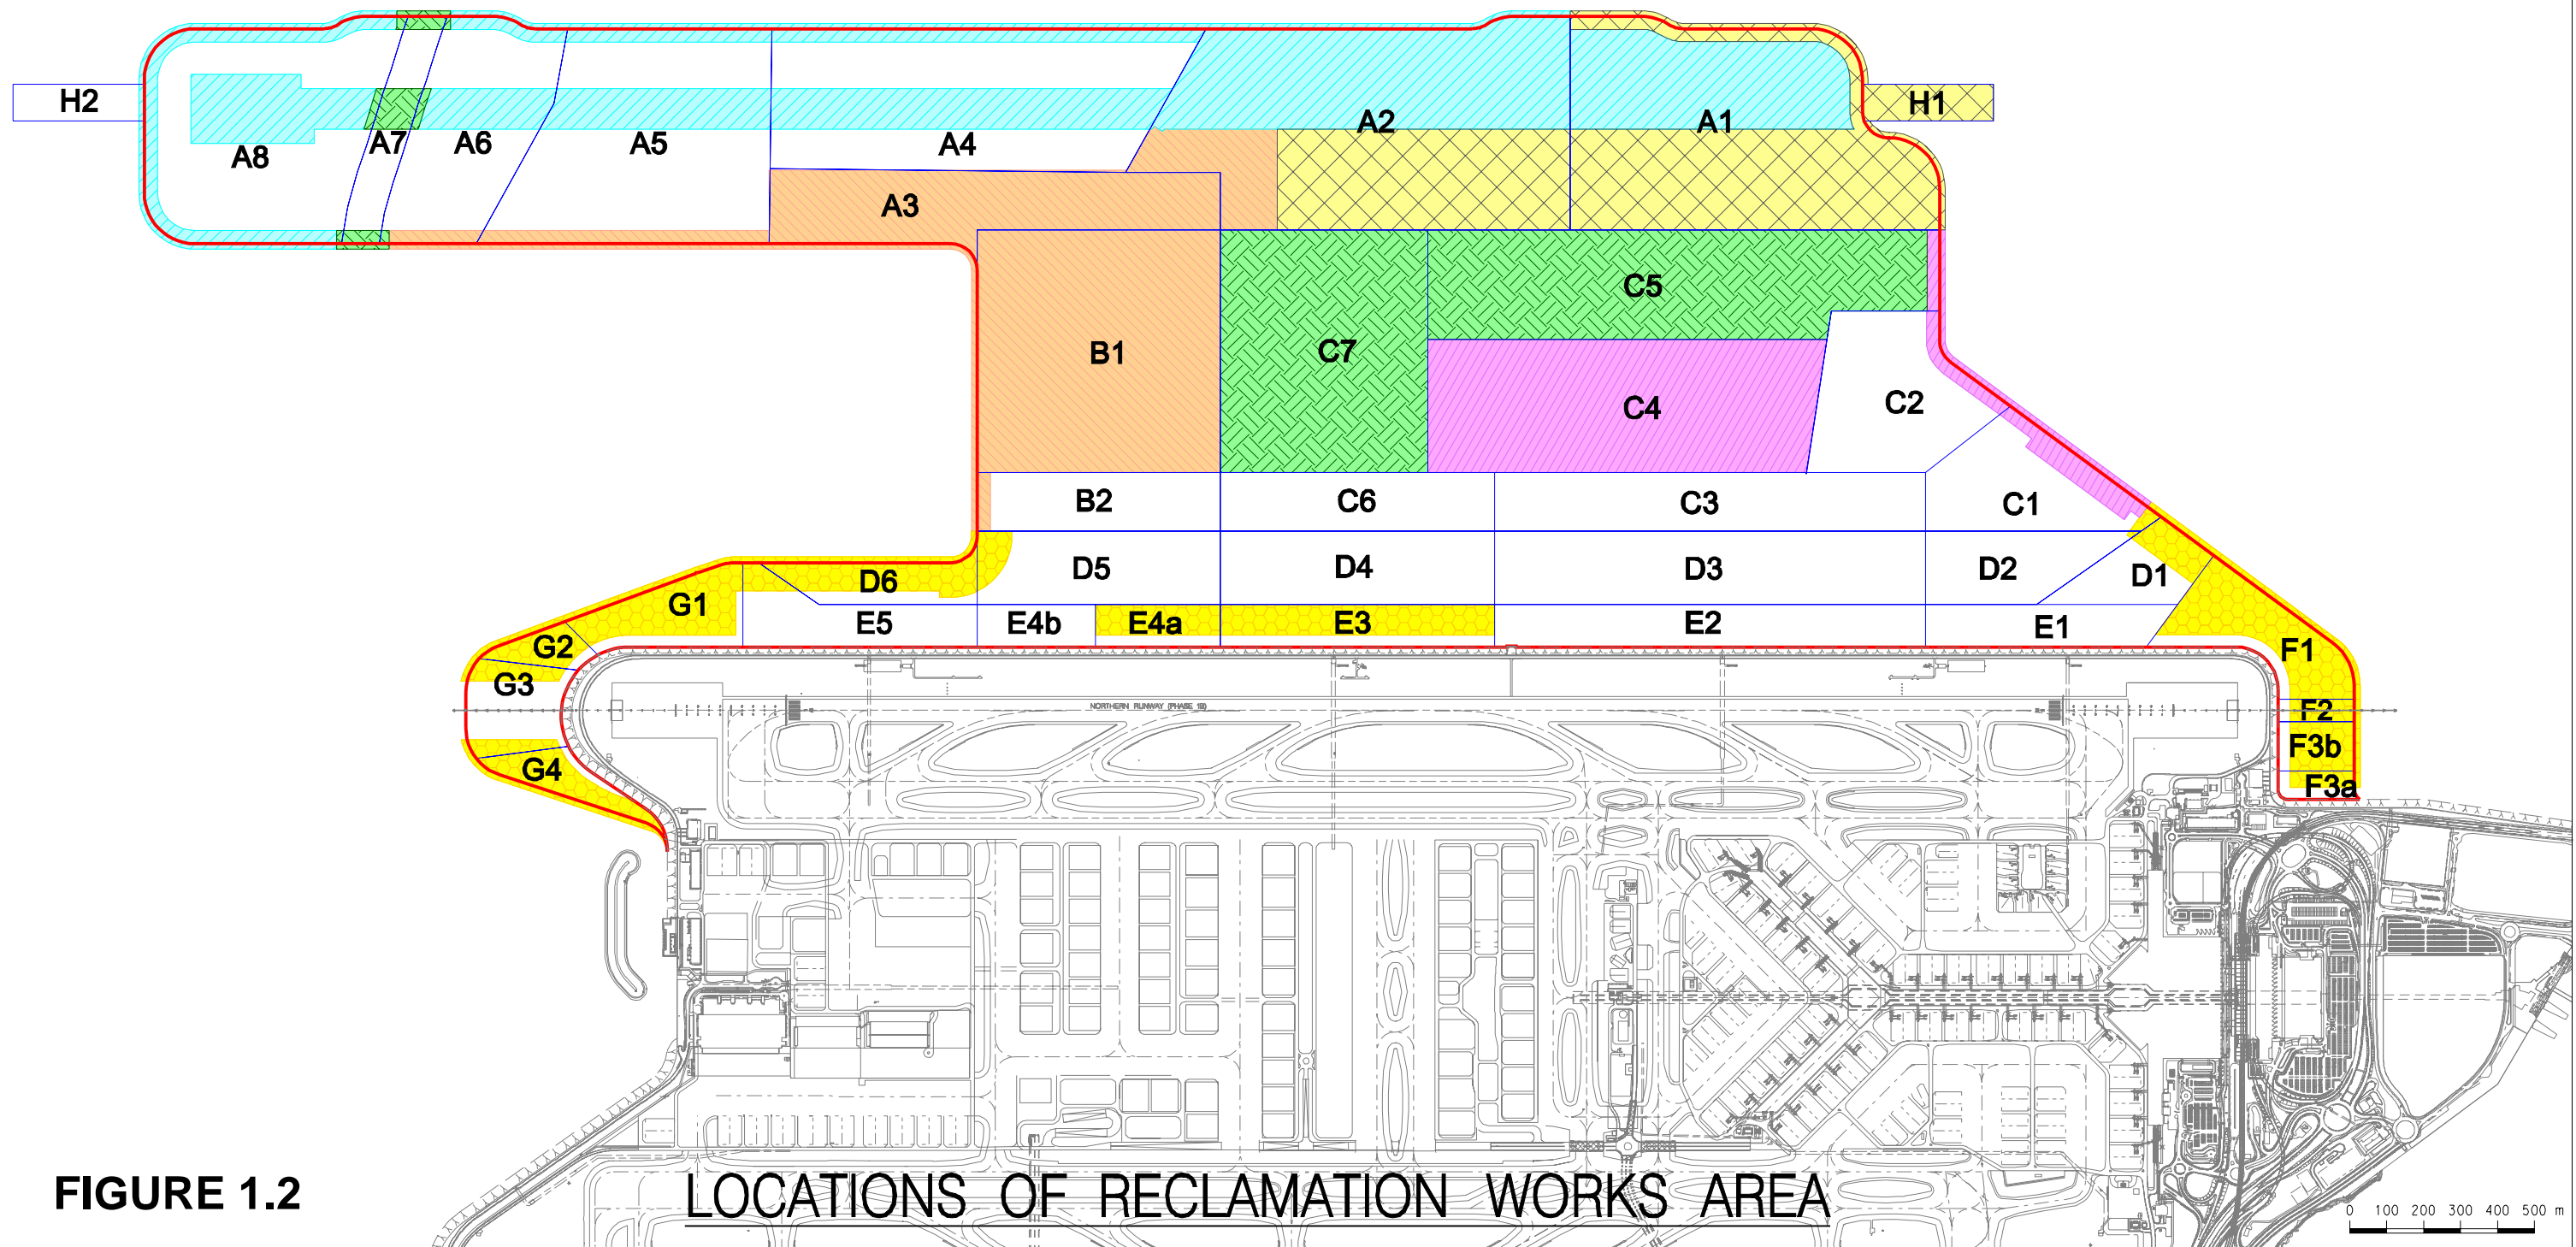 H2
H1
A8
A7
A6
A5
A4
A2
A1
A3
B1
C7
C5
C4
C2
B2
C6
C3
C1
D6
D5
D4
D3
D2
D1
G1
E5
E4b
E4a
E3
E2
E1
G2
G3
G4
F1
F2
F3b
F3a
NORTHERN RUNWAY (PHASE 1B)
FIGURE 1.2
LOCATIONS OF RECLAMATION WORKS AREA
0 100 200 300 400 500 m